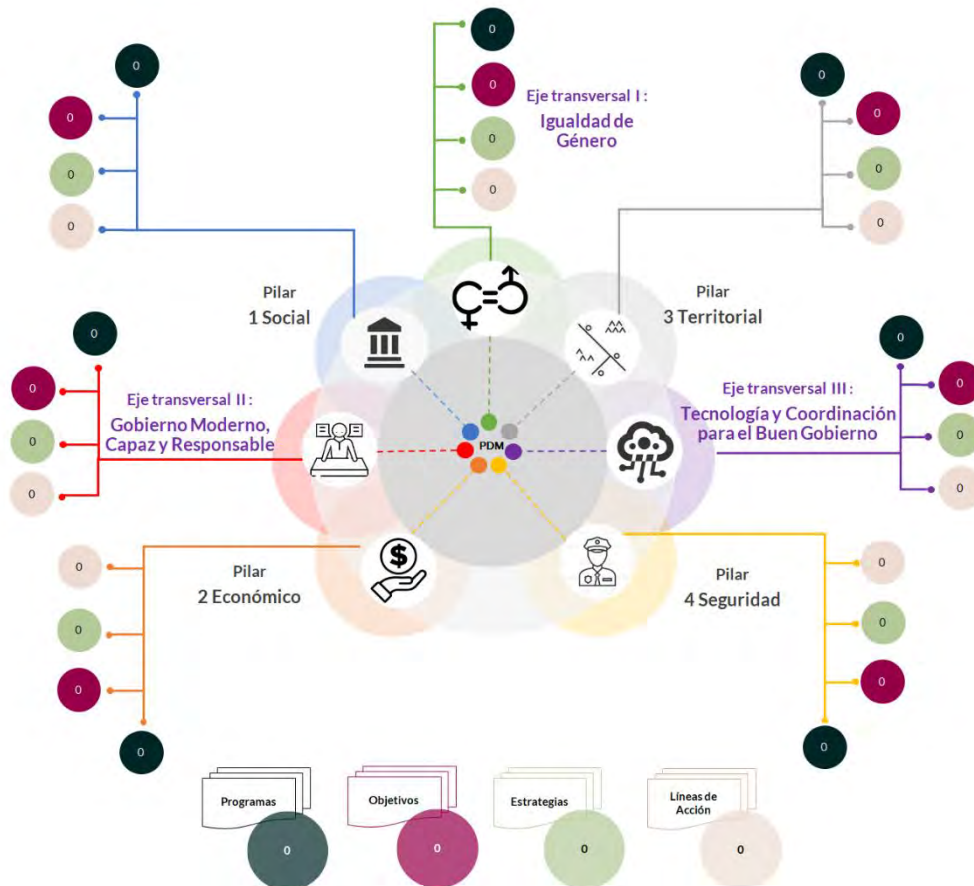 0
0
0
0
0
0
0
0
0
0
0
0
Eje transversal I :
Igualdad de
Género
Pilar
1 Social
Pilar
3 Territorial
0
0
0
0
Eje transversal II :
Gobierno Moderno,
Capaz y Responsable
PDM
Eje transversal III :
Tecnología y Coordinación
para el Buen Gobierno
0
0
0
0
0
0
0
0
Pilar
2 Económico
Pilar
4 Seguridad
0
0
0
0
Programas
0
Objetivos
0
Estrategias
0
Líneas de
Acción
0